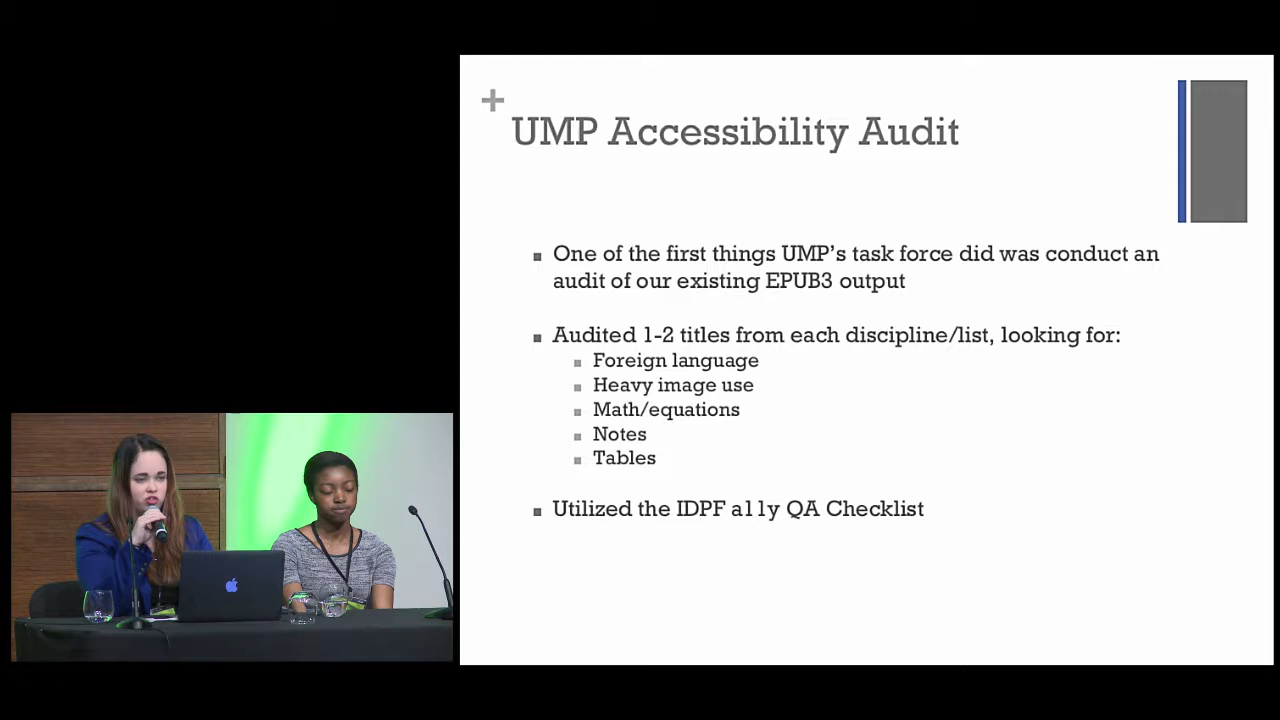 +
UMP Accessibility Audit
One of the first things UMP’s task force did was conduct an
audit of our existing EPUB3 output
Audited 1-2 titles from each discipline/list, looking for:
Foreign language
Heavy image use
Math/equations
Notes
Tables
Utilized the IDPF a11y QA Checklist